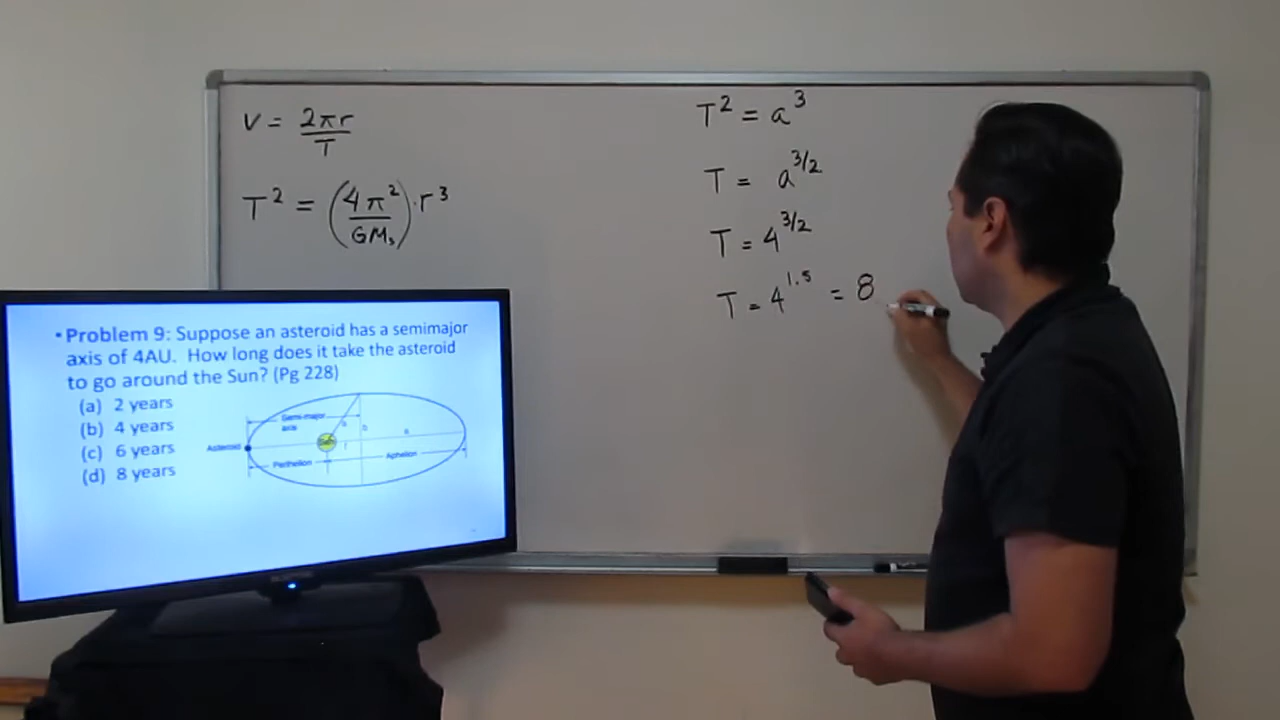 V = 2πr / T
T² = (4π² / GMₛ) · r³
T² = a³
T = a^3/2
T = 4^3/2
T = 4^1.5 = 8
• Problem 9: Suppose an asteroid has a semimajor
axis of 4AU. How long does it take the asteroid
to go around the Sun? (Pg 228)
(a) 2 years
(b) 4 years
(c) 6 years
(d) 8 years
Semi-major
axis
Asteroid
Perihelion
Aphelion